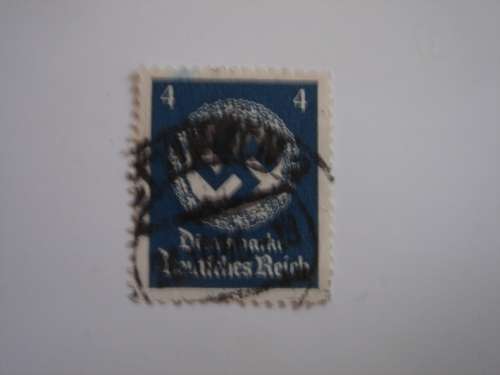 4 4
Dienstmarke
Deutsches Reich